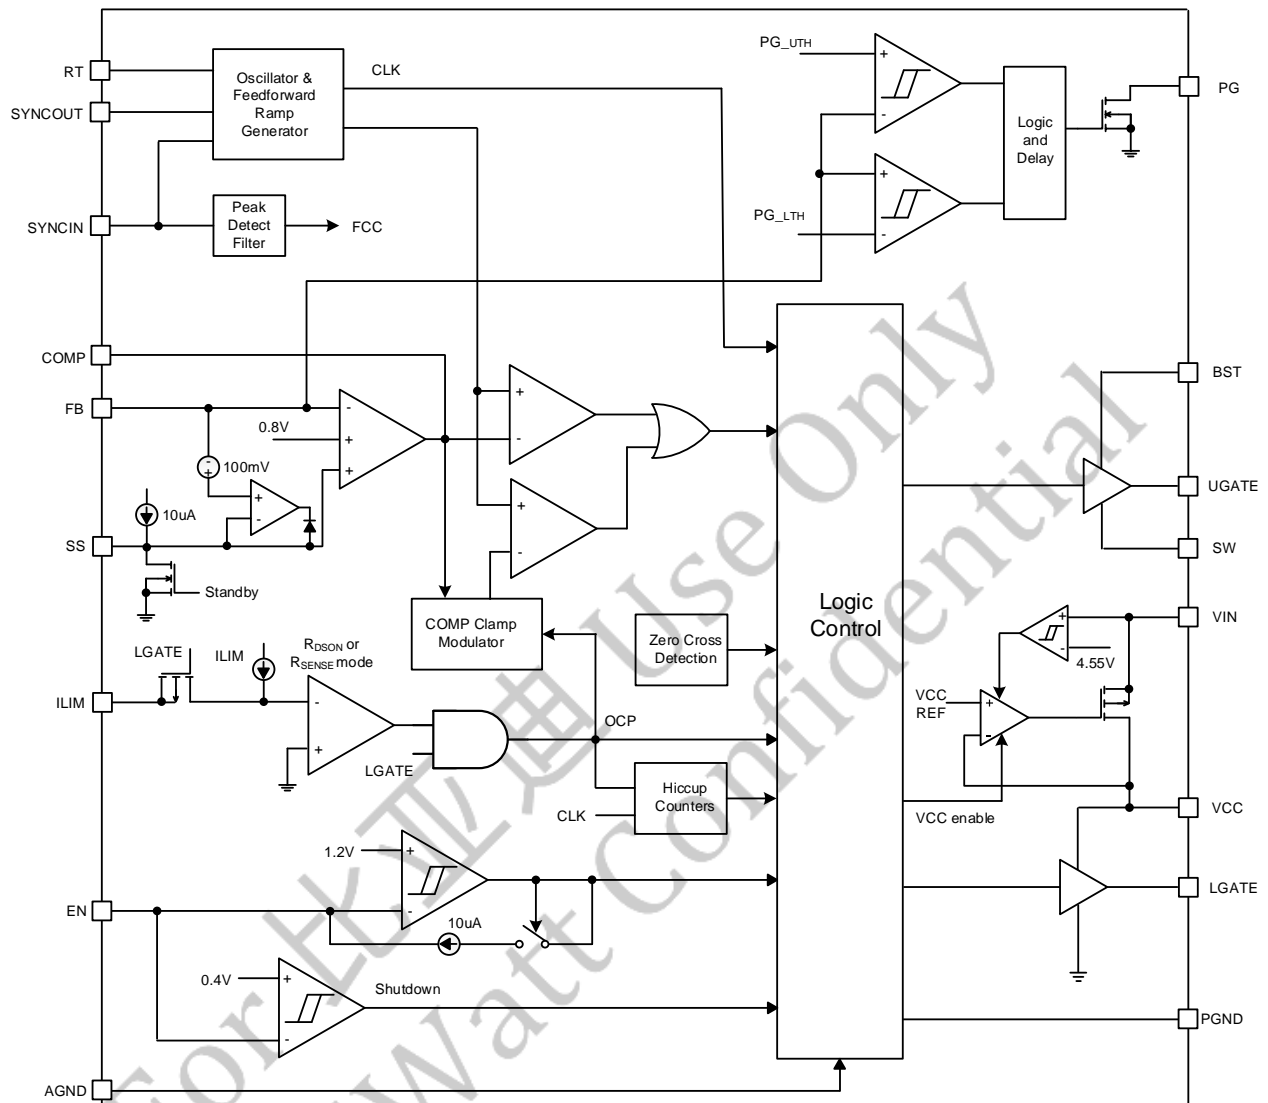 RT
SYNCOUT
SYNCIN
Oscillator &
Feedforward
Ramp
Generator
CLK
Peak
Detect
Filter
FCC
PG_UTH
+
-
+
PG_LTH
-
Logic
and
Delay
PG
COMP
FB
0.8V
-
+
+
100mV
-
+
10uA
+
-
SS
Standby
+
-
+
-
COMP Clamp
Modulator
Logic
Control
Zero Cross
Detection
BST
UGATE
SW
VIN
+
-
4.55V
VCC
REF
+
-
VCC
VCC enable
LGATE
PGND
LGATE
ILIM
RDSON or
RSENSE mode
ILIM
-
+
LGATE
OCP
Hiccup
Counters
CLK
1.2V
+
-
EN
10uA
0.4V
+
-
Shutdown
AGND
For 比亚迪 Use Only
Watt Confidential